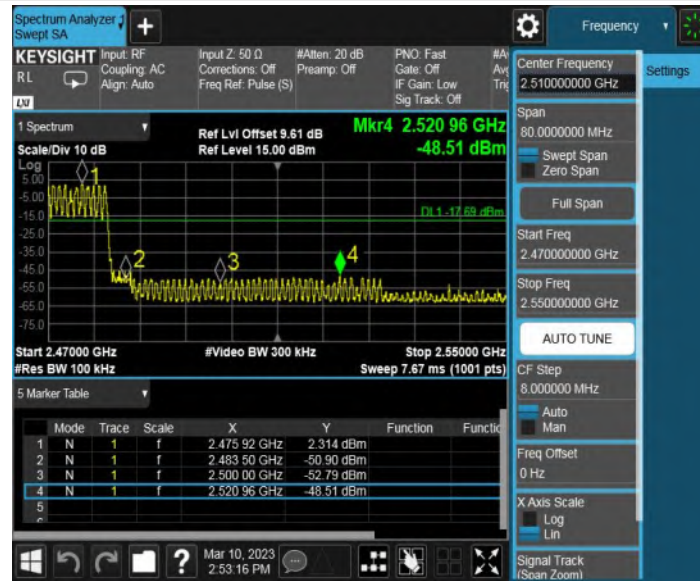 Spectrum Analyzer 1
Swept SA
Frequency
KEYSIGHT
RL
LXI
Input: RF
Coupling: AC
Align: Auto
Input Z: 50 Ω
Corrections: Off
Freq Ref: Pulse (S)
#Atten: 20 dB
Preamp: Off
PNO: Fast
Gate: Off
IF Gain: Low
Sig Track: Off
1 Spectrum
Scale/Div 10 dB
Ref Lvl Offset 9.61 dB
Ref Level 15.00 dBm
Mkr4 2.520 96 GHz
-48.51 dBm
Log
5.00
-5.00
-15.0
-25.0
-35.0
-45.0
-55.0
-65.0
-75.0
1
2
3
4
DL1 -17.69 dBm
Start 2.47000 GHz
#Video BW 300 kHz
Stop 2.55000 GHz
#Res BW 100 kHz
Sweep 7.67 ms (1001 pts)
5 Marker Table
Mode Trace Scale X Y Function Functio
1 N 1 f 2.475 92 GHz 2.314 dBm
2 N 1 f 2.483 50 GHz -50.90 dBm
3 N 1 f 2.500 00 GHz -52.79 dBm
4 N 1 f 2.520 96 GHz -48.51 dBm
5
Mar 10, 2023
2:53:16 PM
Center Frequency
2.510000000 GHz
Settings
Span
80.0000000 MHz
Swept Span
Zero Span
Full Span
Start Freq
2.470000000 GHz
Stop Freq
2.550000000 GHz
AUTO TUNE
CF Step
8.000000 MHz
Auto
Man
Freq Offset
0 Hz
X Axis Scale
Log
Lin
Signal Track
(Span Zoom)